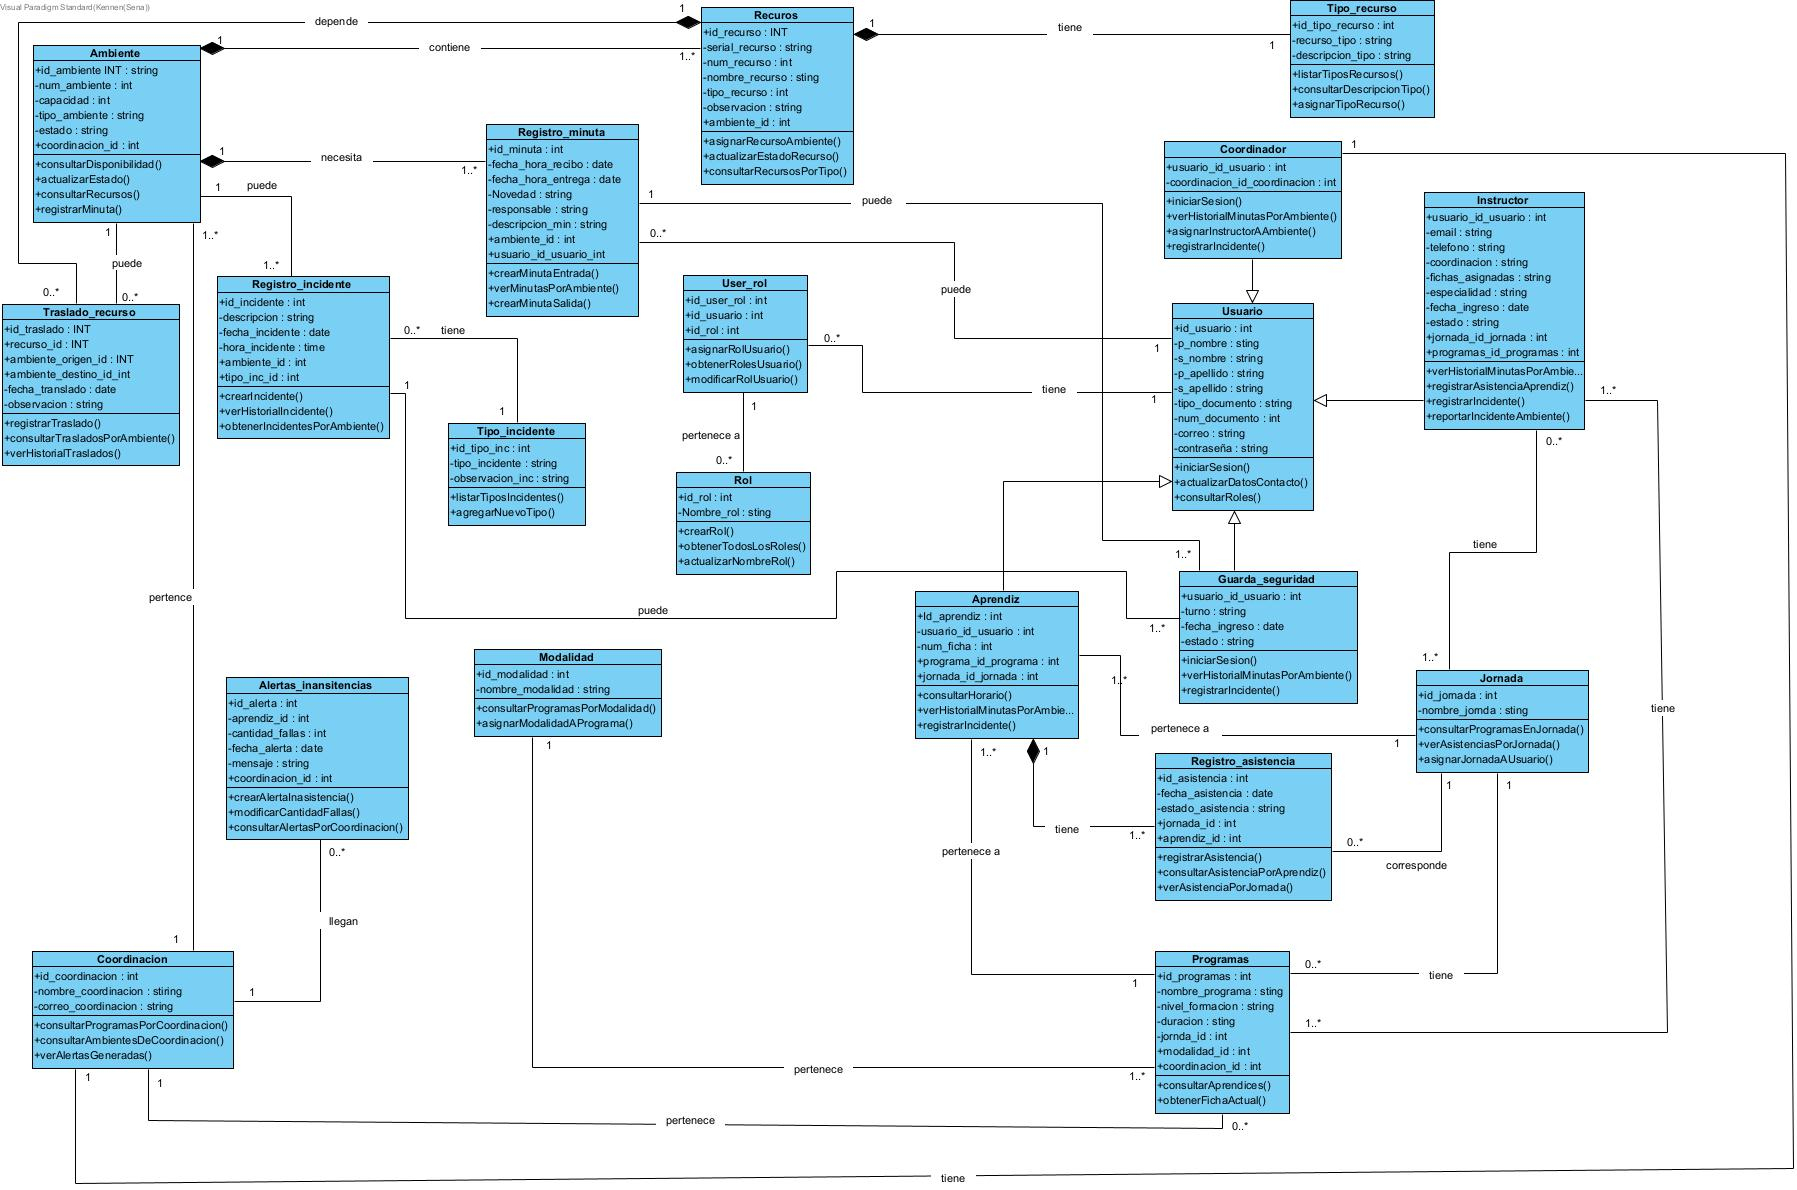 Visual Paradigm Standard(Kennen(Sena))
depende
1
Ambiente
+id_ambiente INT : string
-num_ambiente : int
-capacidad : int
-tipo_ambiente : string
-estado : string
+coordinacion_id : int
+consultarDisponibilidad()
+actualizarEstado()
+consultarRecursos()
+registrarMinuta()
1
contiene
1..*
Recuros
+id_recurso : INT
-serial_recurso : string
-num_recurso : int
-nombre_recurso : sting
-tipo_recurso : int
-observacion : string
+ambiente_id : int
+asignarRecursoAmbiente()
+actualizarEstadoRecurso()
+consultarRecursosPorTipo()
1
tiene
1
Tipo_recurso
+id_tipo_recurso : int
-recurso_tipo : string
-descripcion_tipo : string
+listarTiposRecursos()
+consultarDescripcionTipo()
+asignarTipoRecurso()
1
necesita
1..*
Registro_minuta
+id_minuta : int
-fecha_hora_recibo : date
-fecha_hora_entrega : date
-Novedad : string
-responsable : string
-descripcion_min : string
+ambiente_id : int
+usuario_id_usuario_int
+crearMinutaEntrada()
+verMinutasPorAmbiente()
+crearMinutaSalida()
1
puede
1..*
1
puede
0..*
0..*
1..*
1
puede
1..*
0..*
puede
1
Coordinador
+usuario_id_usuario : int
-coordinacion_id_coordinacion : int
+iniciarSesion()
+verHistorialMinutasPorAmbiente()
+asignarInstructorAAmbiente()
+registrarIncidente()
1
Instructor
+usuario_id_usuario : int
-email : string
-telefono : string
-coordinacion : string
-fichas_asignadas : string
-especialidad : string
-fecha_ingreso : date
-estado : string
+jornada_id_jornada : int
+programas_id_programas : int
+verHistorialMinutasPorAmbie...
+registrarAsistenciaAprendiz()
+registrarIncidente()
+reportarIncidenteAmbiente()
1..*
0..*
Traslado_recurso
+id_traslado : INT
+recurso_id : INT
+ambiente_origen_id : INT
+ambiente_destino_id_int
-fecha_translado : date
-observacion : string
+registrarTraslado()
+consultarTrasladosPorAmbiente()
+verHistorialTraslados()
Registro_incidente
+id_incidente : int
-descripcion : string
-fecha_incidente : date
-hora_incidente : time
+ambiente_id : int
+tipo_inc_id : int
+crearIncidente()
+verHistorialIncidente()
+obtenerIncidentesPorAmbiente()
0..*
tiene
1
1
Tipo_incidente
+id_tipo_inc : int
-tipo_incidente : string
-observacion_inc : string
+listarTiposIncidentes()
+agregarNuevoTipo()
User_rol
+id_user_rol : int
+id_usuario : int
+id_rol : int
+asignarRolUsuario()
+obtenerRolesUsuario()
+modificarRolUsuario()
0..*
tiene
1
1
pertenece a
0..*
Rol
+id_rol : int
-Nombre_rol : sting
+crearRol()
+obtenerTodosLosRoles()
+actualizarNombreRol()
Usuario
+id_usuario : int
-p_nombre : sting
-s_nombre : string
-p_apellido : string
-s_apellido : string
-tipo_documento : string
-num_documento : int
-correo : string
-contraseña : string
+iniciarSesion()
+actualizarDatosContacto()
+consultarRoles()
tiene
1..*
pertence
1
puede
1..*
Guarda_seguridad
+usuario_id_usuario : int
-turno : string
-fecha_ingreso : date
-estado : string
+iniciarSesion()
+verHistorialMinutasPorAmbiente()
+registrarIncidente()
Aprendiz
+Id_aprendiz : int
-usuario_id_usuario : int
-num_ficha : int
+programa_id_programa : int
+jornada_id_jornada : int
+consultarHorario()
+verHistorialMinutasPorAmbie...
+registrarIncidente()
1..*
pertenece a
1
1..*
1
Jornada
+id_jornada : int
-nombre_jornda : sting
+consultarProgramasEnJornada()
+verAsistenciasPorJornada()
+asignarJornadaAUsuario()
tiene
Modalidad
+id_modalidad : int
-nombre_modalidad : string
+consultarProgramasPorModalidad()
+asignarModalidadAPrograma()
1
Alertas_inansitencias
+id_alerta : int
-aprendiz_id : int
-cantidad_fallas : int
-fecha_alerta : date
-mensaje : string
+coordinacion_id : int
+crearAlertaInasistencia()
+modificarCantidadFallas()
+consultarAlertasPorCoordinacion()
0..*
llegan
1
Registro_asistencia
+id_asistencia : int
-fecha_asistencia : date
-estado_asistencia : string
+jornada_id : int
+aprendiz_id : int
+registrarAsistencia()
+consultarAsistenciaPorAprendiz()
+verAsistenciaPorJornada()
tiene
1..*
1
1
0..*
corresponde
pertenece a
1
Coordinacion
+id_coordinacion : int
-nombre_coordinacion : stiring
-correo_coordinacion : string
+consultarProgramasPorCoordinacion()
+consultarAmbientesDeCoordinacion()
+verAlertasGeneradas()
1
1
Programas
+id_programas : int
-nombre_programa : sting
-nivel_formacion : string
-duracion : sting
-jornda_id : int
+modalidad_id : int
+coordinacion_id : int
+consultarAprendices()
+obtenerFichaActual()
0..*
tiene
1..*
pertenece
1..*
pertenece
0..*
tiene